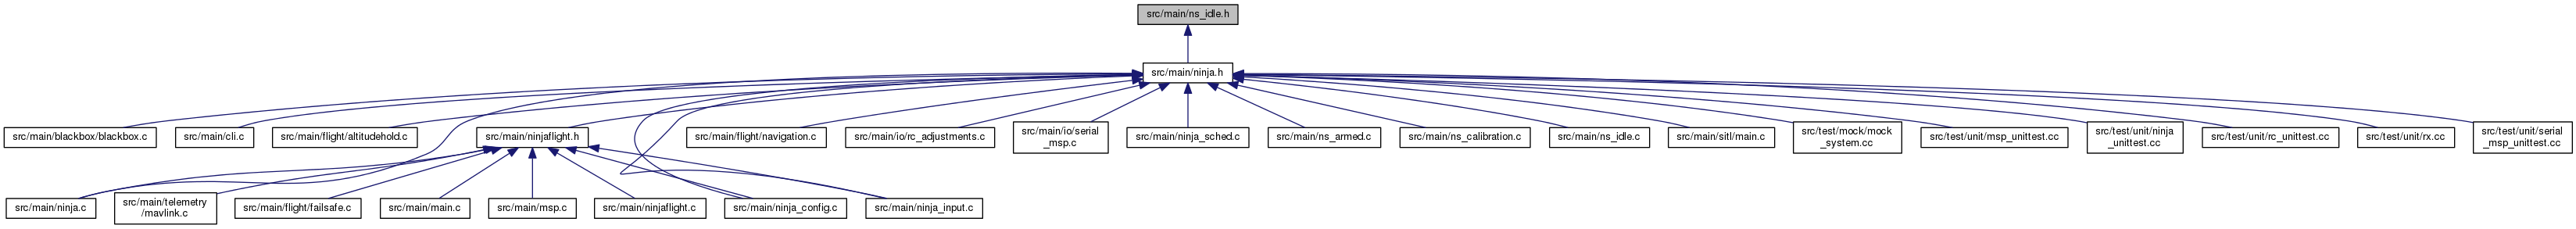 src/main/ns_idle.h
src/main/ninja.h
src/main/blackbox/blackbox.c
src/main/cli.c
src/main/flight/altitudehold.c
src/main/ninjaflight.h
src/main/flight/navigation.c
src/main/io/rc_adjustments.c
src/main/io/serial
_msp.c
src/main/ninja_sched.c
src/main/ns_armed.c
src/main/ns_calibration.c
src/main/ns_idle.c
src/main/sitl/main.c
src/test/mock/mock
_system.cc
src/test/unit/msp_unittest.cc
src/test/unit/ninja
_unittest.cc
src/test/unit/rc_unittest.cc
src/test/unit/rx.cc
src/test/unit/serial
_msp_unittest.cc
src/main/ninja.c
src/main/telemetry
/mavlink.c
src/main/flight/failsafe.c
src/main/main.c
src/main/msp.c
src/main/ninjaflight.c
src/main/ninja_config.c
src/main/ninja_input.c